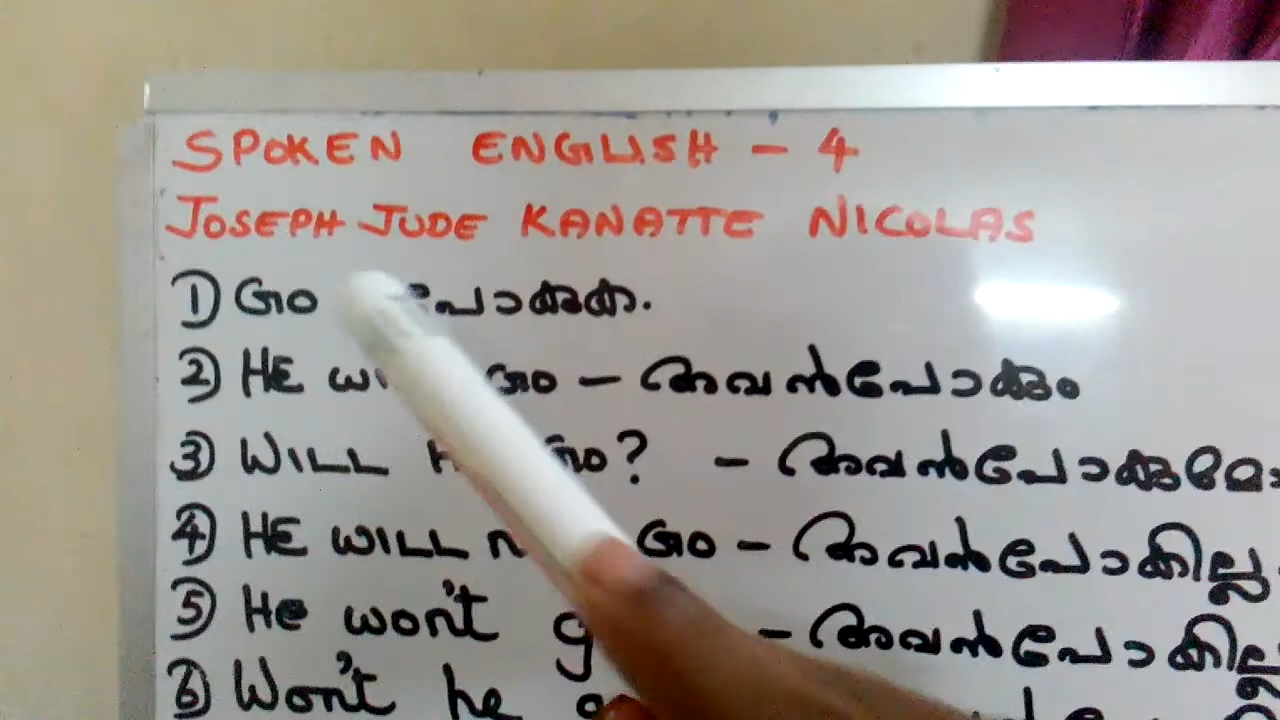 SPOKEN ENGLISH - 4
JOSEPH JUDE KANATTE NICOLAS
1) GO പോകുക.
2) HE GO - അവൻ പോകും
3) WILL GO? - അവൻ പോകുമോ
4) HE WILL GO - അവൻ പോകില്ല
5) He won't - അവൻ പോകില്ല
6) Won't he